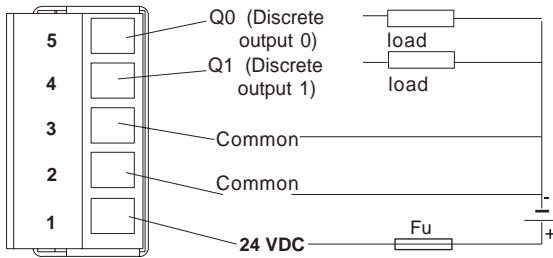 5
Q0 (Discrete
output 0)
load
4
Q1 (Discrete
output 1)
load
3
Common
2
Common
-
1
24 VDC
Fu
+